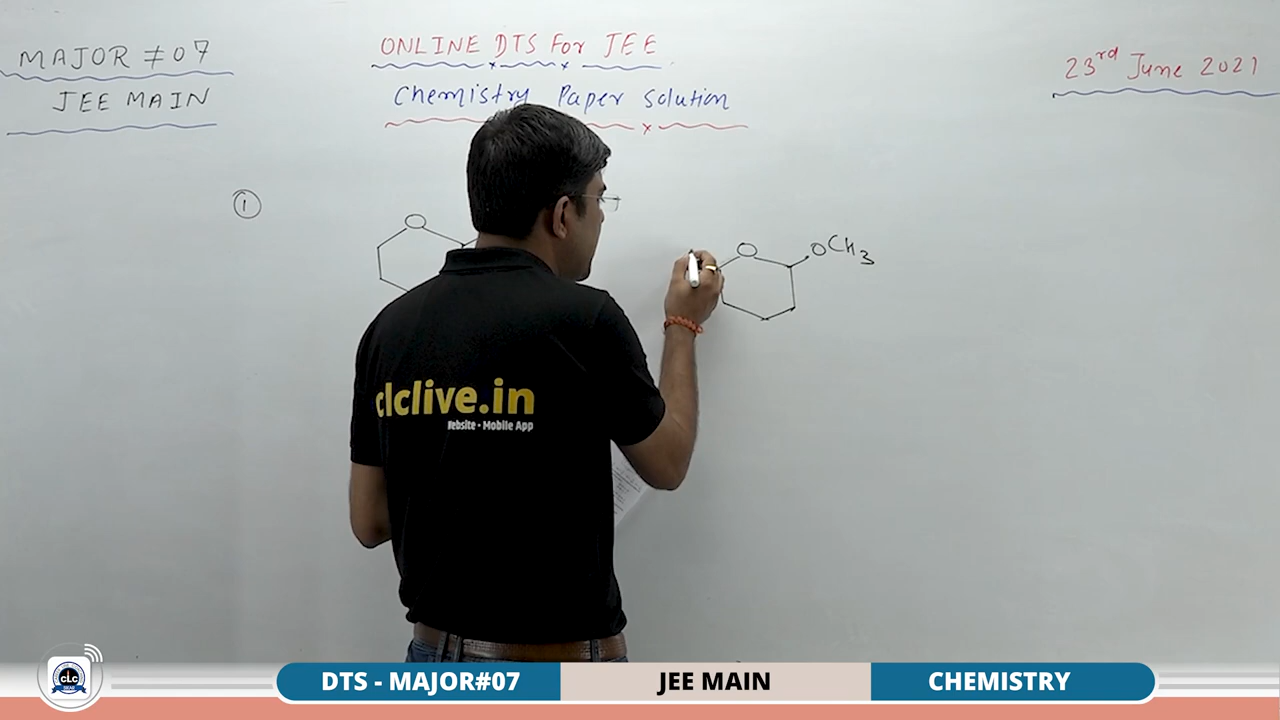 MAJOR #07
JEE MAIN
ONLINE DTS For JEE
Chemistry Paper solution
23rd June 2021
1
O
O
OCH3
clclive.in
Website • Mobile App
CLC
DTS - MAJOR#07
JEE MAIN
CHEMISTRY